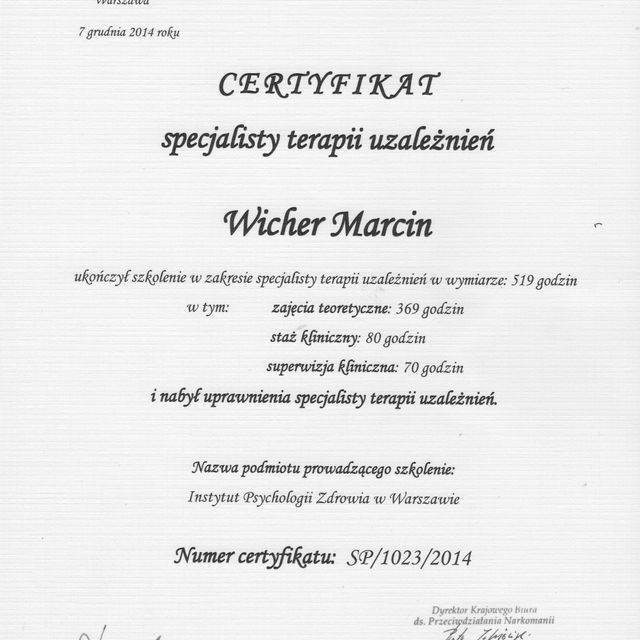 Warszawa
7 grudnia 2014 roku
CERTYFIKAT
specjalisty terapii uzależnień
Wicher Marcin
ukończył szkolenie w zakresie specjalisty terapii uzależnień w wymiarze: 519 godzin
w tym: zajęcia teoretyczne: 369 godzin
staż kliniczny: 80 godzin
superwizja kliniczna: 70 godzin
i nabył uprawnienia specjalisty terapii uzależnień.
Nazwa podmiotu prowadzącego szkolenie:
Instytut Psychologii Zdrowia w Warszawie
Numer certyfikatu: SP/1023/2014
Dyrektor Krajowego Biura
ds. Przeciwdziałania Narkomanii